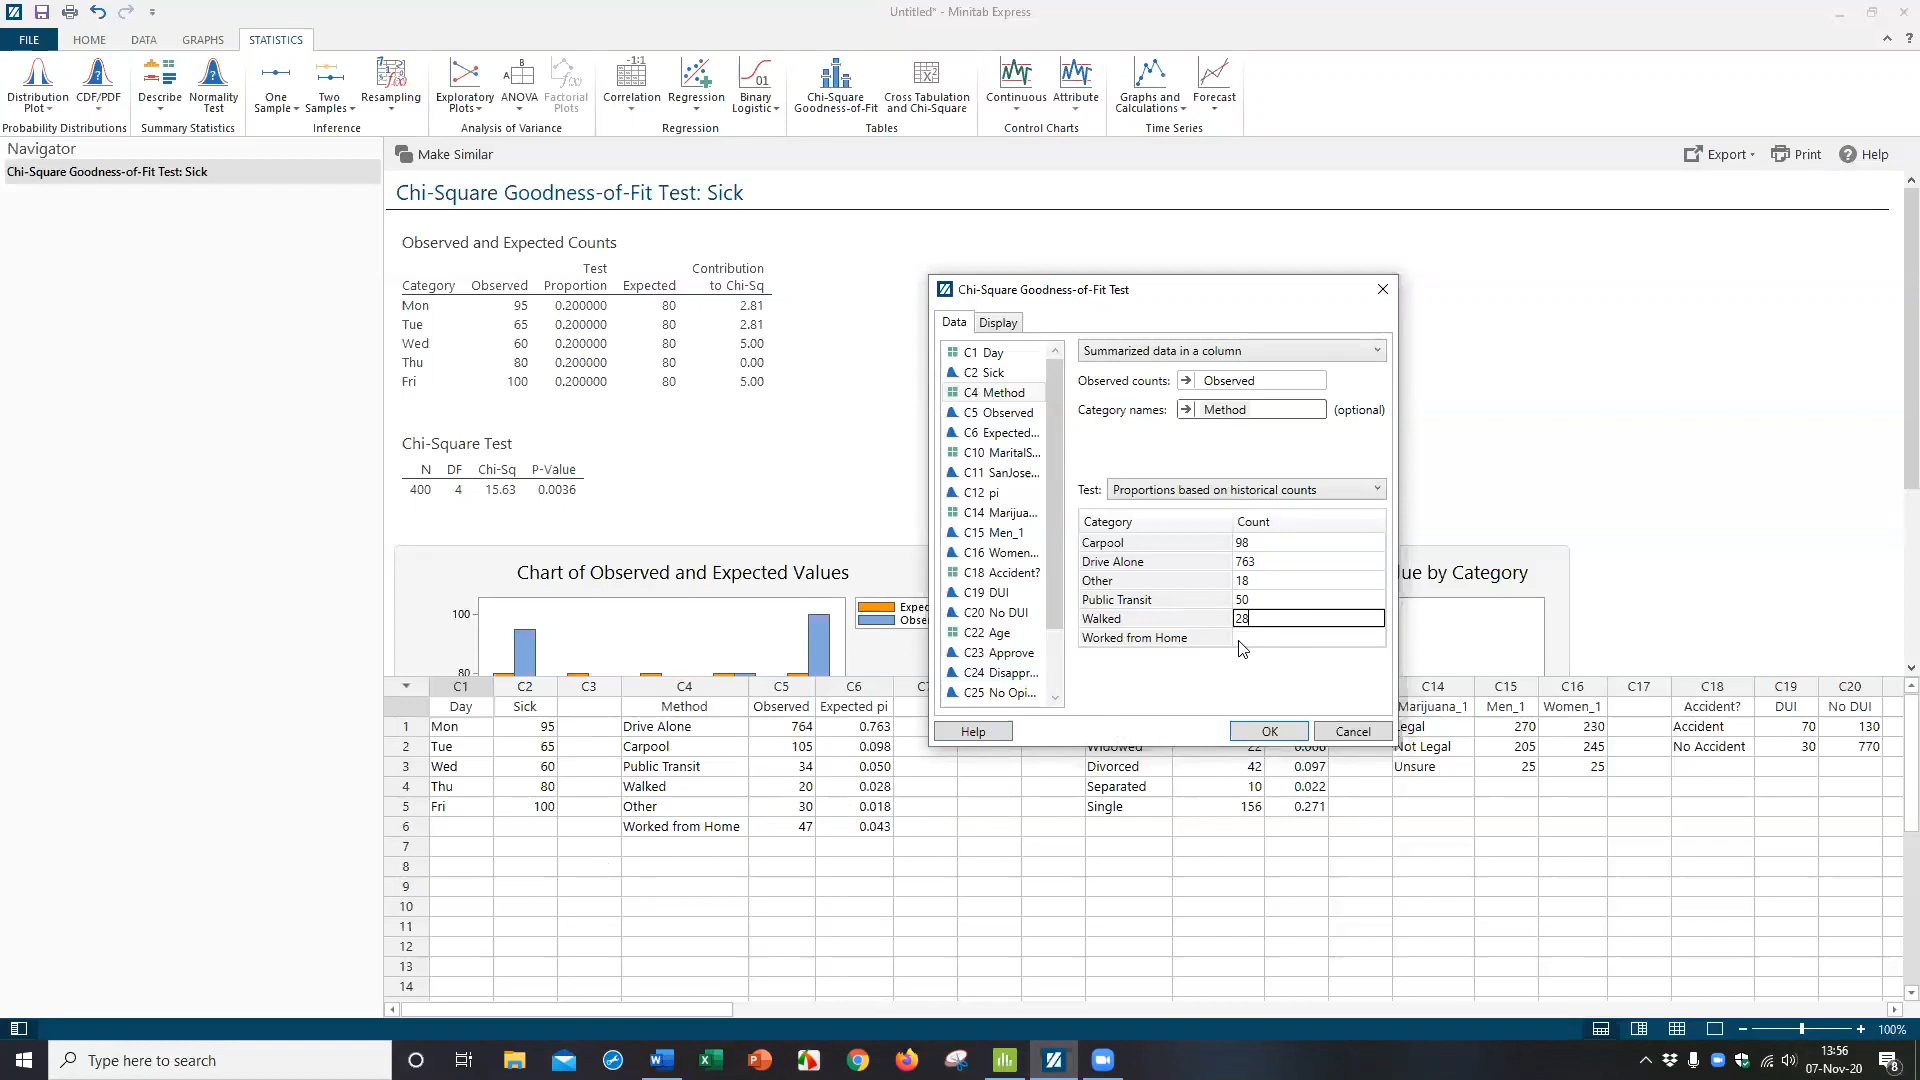 Untitled* - Minitab Express
FILE HOME DATA GRAPHS STATISTICS
Distribution Plot CDF/PDF Describe Normality Test One Sample Two Samples Resampling Exploratory Plots ANOVA Factorial Plots Correlation Regression Binary Logistic Chi-Square Goodness-of-Fit Cross Tabulation and Chi-Square Continuous Attribute Graphs and Calculations Forecast
Probability Distributions Summary Statistics Inference Analysis of Variance Regression Tables Control Charts Time Series
Navigator
Chi-Square Goodness-of-Fit Test: Sick
Make Similar Export Print Help
Chi-Square Goodness-of-Fit Test: Sick
Observed and Expected Counts
Test Contribution
Category Observed Proportion Expected to Chi-Sq
Mon 95 0.200000 80 2.81
Tue 65 0.200000 80 2.81
Wed 60 0.200000 80 5.00
Thu 80 0.200000 80 0.00
Fri 100 0.200000 80 5.00
Chi-Square Test
N DF Chi-Sq P-Value
400 4 15.63 0.0036
Chart of Observed and Expected Values
100
80
Expec
Obse
ue by Category
Chi-Square Goodness-of-Fit Test
Data Display
C1 Day
C2 Sick
C4 Method
C5 Observed
C6 Expected...
C10 MaritalS...
C11 SanJose...
C12 pi
C14 Marijua...
C15 Men_1
C16 Women...
C18 Accident?
C19 DUI
C20 No DUI
C22 Age
C23 Approve
C24 Disappr...
C25 No Opi...
Summarized data in a column
Observed counts: Observed
Category names: Method (optional)
Test: Proportions based on historical counts
Category Count
Carpool 98
Drive Alone 763
Other 18
Public Transit 50
Walked 28
Worked from Home
Help OK Cancel
C1 C2 C3 C4 C5 C6 C14 C15 C16 C17 C18 C19 C20
Day Sick Method Observed Expected pi Marijuana_1 Men_1 Women_1 Accident? DUI No DUI
1 Mon 95 Drive Alone 764 0.763 egal 270 230 Accident 70 130
2 Tue 65 Carpool 105 0.098 Widowed 22 Not Legal 205 245 No Accident 30 770
3 Wed 60 Public Transit 34 0.050 Divorced 42 0.097 Unsure 25 25
4 Thu 80 Walked 20 0.028 Separated 10 0.022
5 Fri 100 Other 30 0.018 Single 156 0.271
6 Worked from Home 47 0.043
7
8
9
10
11
12
13
14
100%
Type here to search
13:56
07-Nov-20
8